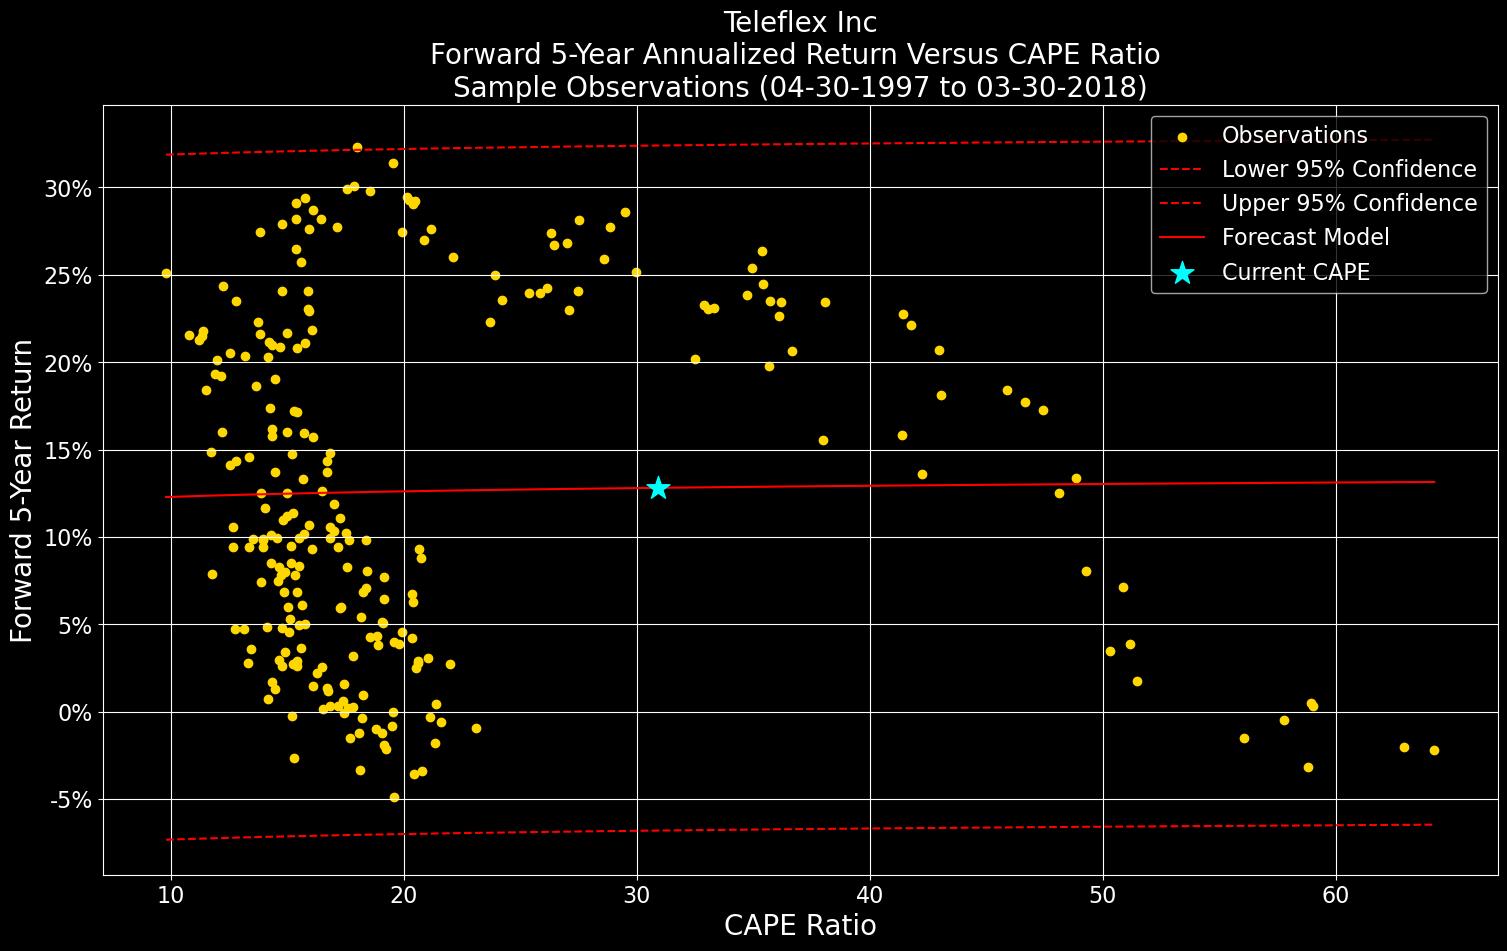 Teleflex Inc
Forward 5-Year Annualized Return Versus CAPE Ratio
Sample Observations (04-30-1997 to 03-30-2018)
Observations
Lower 95% Confidence
Upper 95% Confidence
Forecast Model
Current CAPE
Forward 5-Year Return
30%
25%
20%
15%
10%
5%
0%
-5%
10
20
30
40
50
60
CAPE Ratio